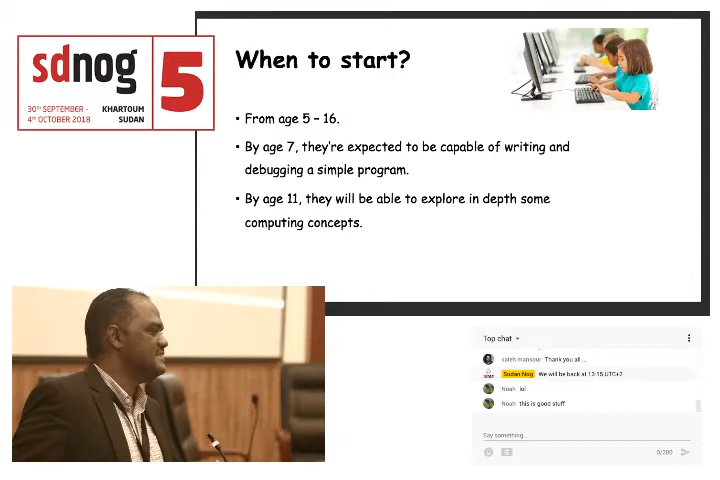 sdnog 5
30th SEPTEMBER - KHARTOUM
4th OCTOBER 2018 SUDAN
When to start?
• From age 5 – 16.
• By age 7, they're expected to be capable of writing and
debugging a simple program.
• By age 11, they will be able to explore in depth some
computing concepts.
Top chat
saleh mansour Thank you all ...
Sudan Nog We will be back at 13:15 UTC+2
Noah lol
Noah this is good stuff
Say something...
0/200